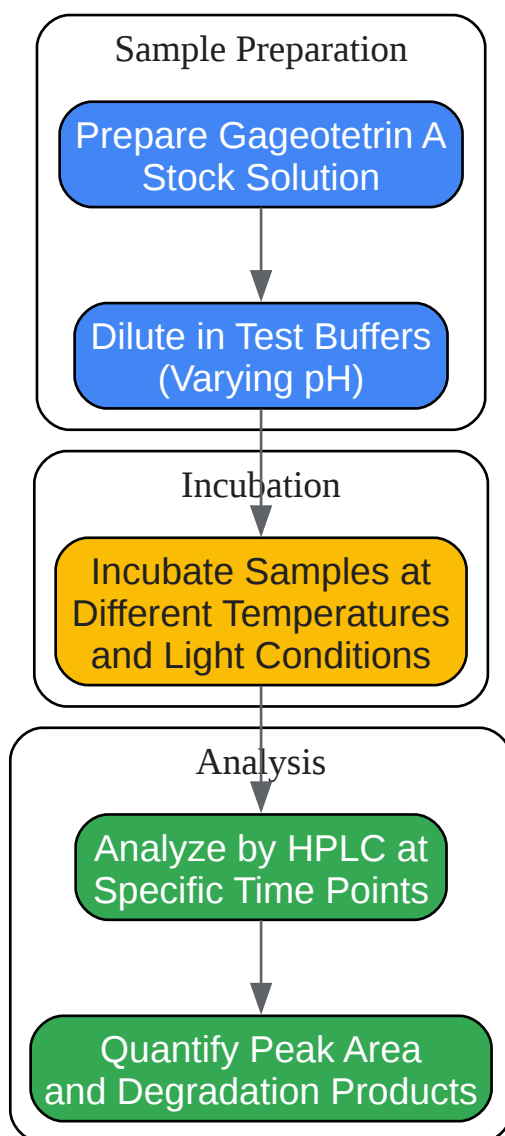 Sample Preparation
Prepare Gageotetrin A
Stock Solution
Dilute in Test Buffers
(Varying pH)
Incubation
Incubate Samples at
Different Temperatures
and Light Conditions
Analysis
Analyze by HPLC at
Specific Time Points
Quantify Peak Area
and Degradation Products